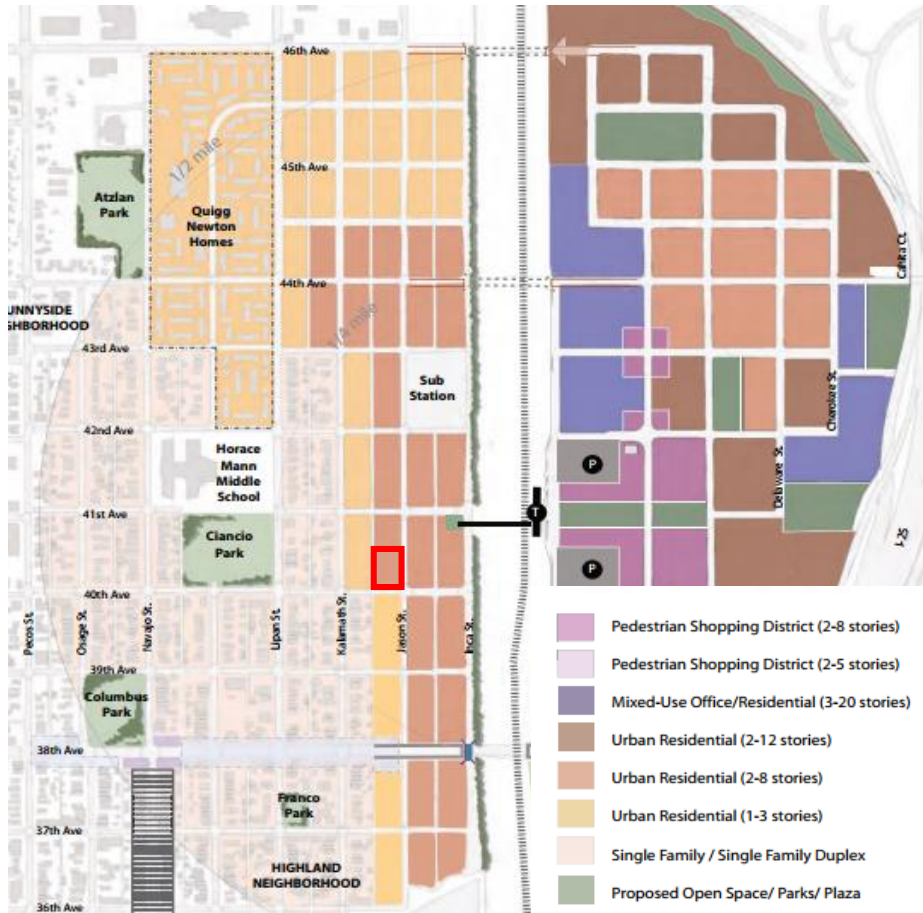 46th Ave
1/2 mile
45th Ave
Atzlan
Park
Quigg
Newton
Homes
Cahita Ct.
44th Ave
UNNYSIDE
GHBORHOOD
1/4 mile
43rd Ave
Sub
Station
Cherokee St.
42nd Ave
Horace
Mann
Middle
School
P
Delaware St.
41st Ave
T
Ciancio
Park
I-25
P
40th Ave
Pecos St.
Osage St.
Navajo St.
Lipan St.
Kalamath St.
Jason St.
Inca St.
39th Ave
Columbus
Park
38th Ave
Franco
Park
37th Ave
HIGHLAND
NEIGHBORHOOD
36th Ave
Pedestrian Shopping District (2-8 stories)
Pedestrian Shopping District (2-5 stories)
Mixed-Use Office/Residential (3-20 stories)
Urban Residential (2-12 stories)
Urban Residential (2-8 stories)
Urban Residential (1-3 stories)
Single Family / Single Family Duplex
Proposed Open Space/ Parks/ Plaza